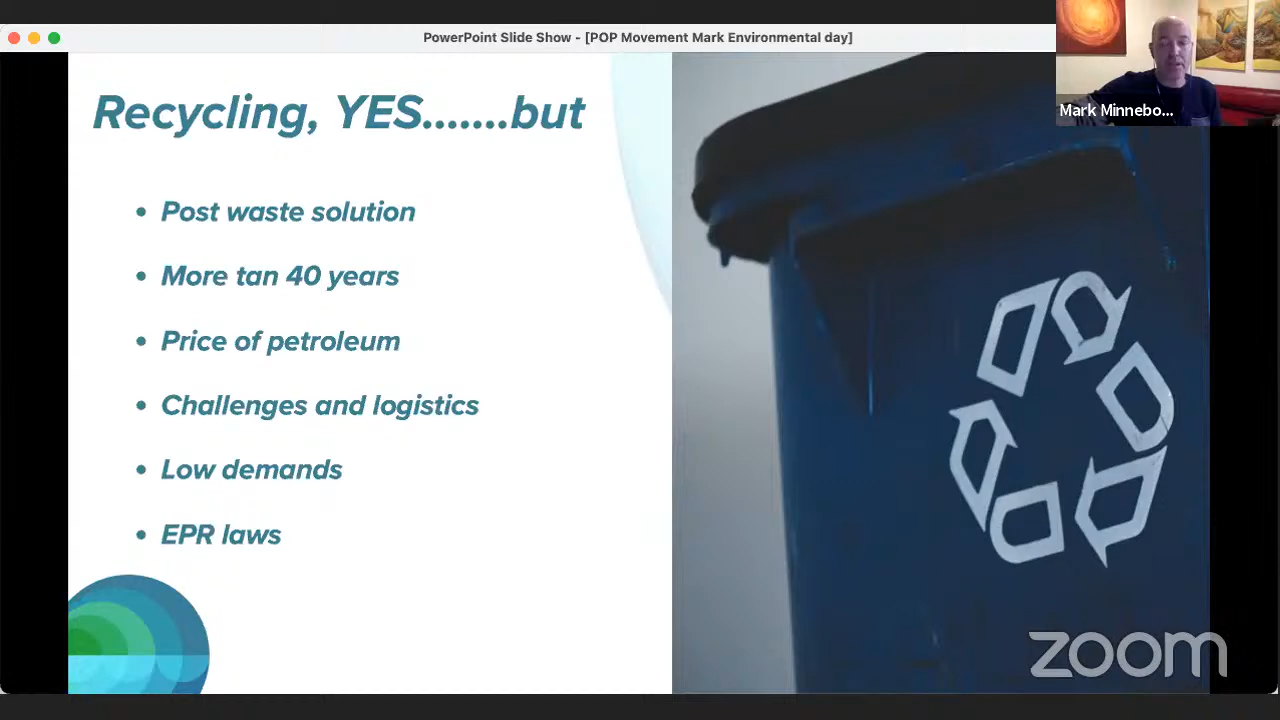 PowerPoint Slide Show - [POP Movement Mark Environmental day]
Mark Minnebo...
Recycling, YES.......but
• Post waste solution
• More tan 40 years
• Price of petroleum
• Challenges and logistics
• Low demands
• EPR laws
zoom